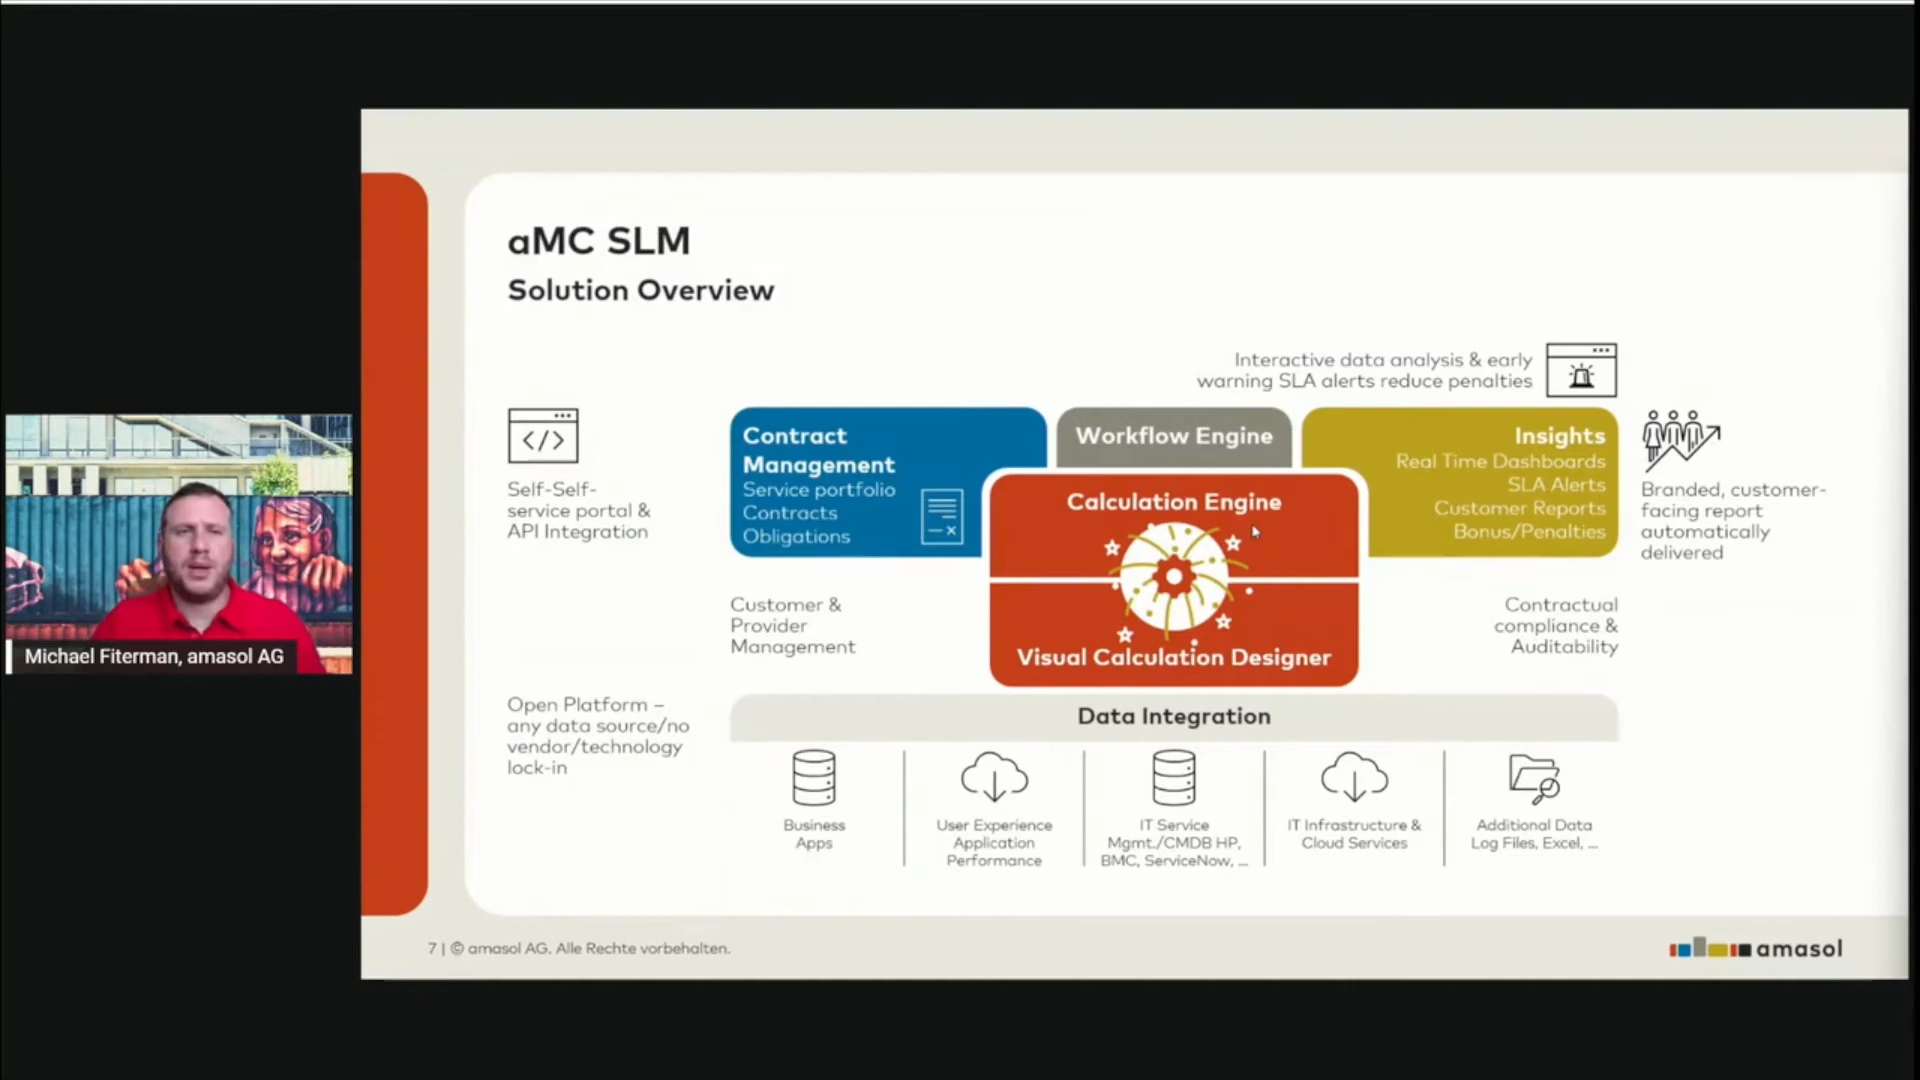 aMC SLM
Solution Overview
Interactive data analysis & early
warning SLA alerts reduce penalties
</>
Self-Self-
service portal &
API Integration
Contract
Management
Service portfolio
Contracts
Obligations
Workflow Engine
Insights
Real Time Dashboards
SLA Alerts
Customer Reports
Bonus/Penalties
Branded, customer-
facing report
automatically
delivered
Calculation Engine
Visual Calculation Designer
Customer &
Provider
Management
Contractual
compliance &
Auditability
Michael Fiterman, amasol AG
Open Platform –
any data source/no
vendor/technology
lock-in
Data Integration
Business
Apps
User Experience
Application
Performance
IT Service
Mgmt./CMDB HP,
BMC, ServiceNow, ...
IT Infrastructure &
Cloud Services
Additional Data
Log Files, Excel, ...
7 | © amasol AG. Alle Rechte vorbehalten.
amasol